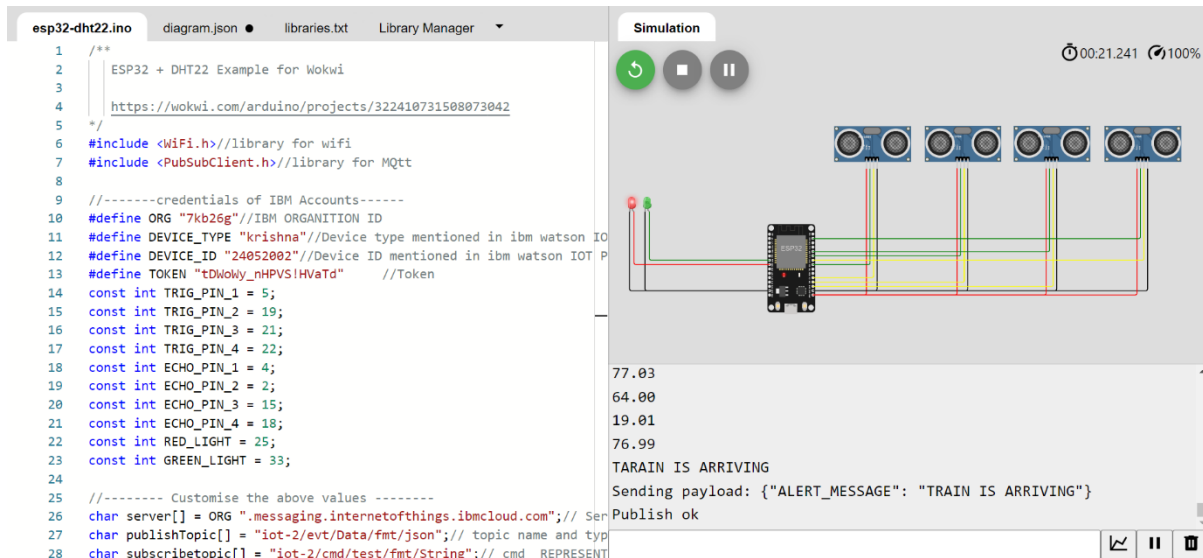 esp32-dht22.ino diagram.json ● libraries.txt Library Manager
1 /**
2 ESP32 + DHT22 Example for Wokwi
3
4 https://wokwi.com/arduino/projects/322410731508073042
5 */
6 #include <WiFi.h>//library for wifi
7 #include <PubSubClient.h>//library for MQtt
8
9 //-------credentials of IBM Accounts------
10 #define ORG "7kb26g"//IBM ORGANITION ID
11 #define DEVICE_TYPE "krishna"//Device type mentioned in ibm watson IO
12 #define DEVICE_ID "24052002"//Device ID mentioned in ibm watson IOT P
13 #define TOKEN "tDWoWy_nHPVS!HVaTd" //Token
14 const int TRIG_PIN_1 = 5;
15 const int TRIG_PIN_2 = 19;
16 const int TRIG_PIN_3 = 21;
17 const int TRIG_PIN_4 = 22;
18 const int ECHO_PIN_1 = 4;
19 const int ECHO_PIN_2 = 2;
20 const int ECHO_PIN_3 = 15;
21 const int ECHO_PIN_4 = 18;
22 const int RED_LIGHT = 25;
23 const int GREEN_LIGHT = 33;
24
25 //-------- Customise the above values --------
26 char server[] = ORG ".messaging.internetofthings.ibmcloud.com";// Ser
27 char publishTopic[] = "iot-2/evt/Data/fmt/json";// topic name and typ
28 char subscribetopic[] = "iot-2/cmd/test/fmt/String";// cmd REPRESENT
Simulation
00:21.241 100%
ESP32
77.03
64.00
19.01
76.99
TARAIN IS ARRIVING
Sending payload: {"ALERT_MESSAGE": "TRAIN IS ARRIVING"}
Publish ok